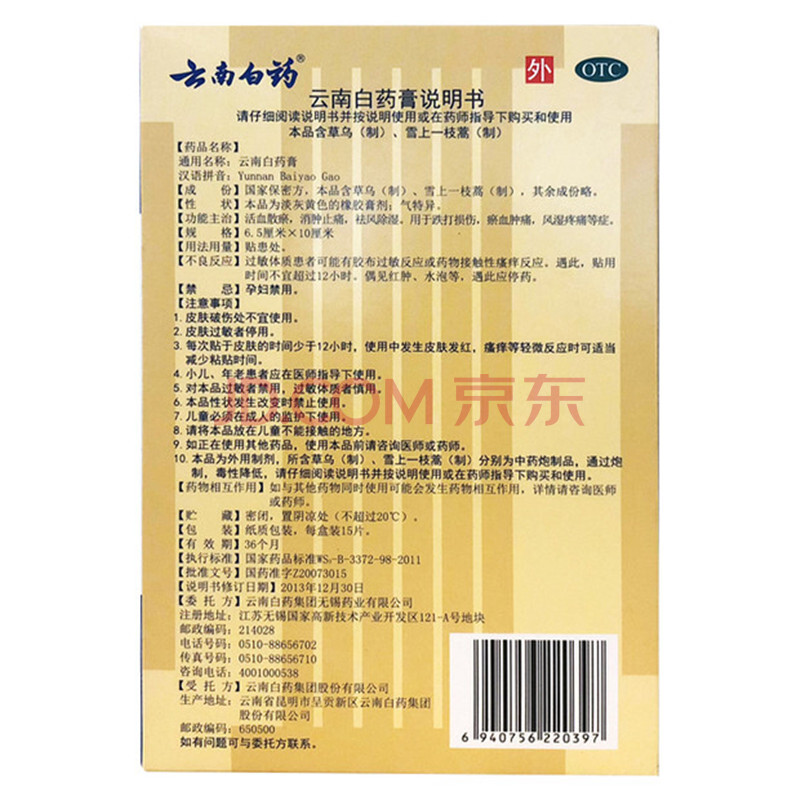 云南白药®
外
OTC
云南白药膏说明书
请仔细阅读说明书并按说明使用或在药师指导下购买和使用
本品含草乌（制）、雪上一枝蒿（制）
【药品名称】
通用名称：云南白药膏
汉语拼音：Yunnan Baiyao Gao
【成　　份】国家保密方，本品含草乌（制）、雪上一枝蒿（制），其余成份略。
【性　　状】本品为淡灰黄色的橡胶膏剂；气特异。
【功能主治】活血散瘀，消肿止痛，祛风除湿。用于跌打损伤，瘀血肿痛，风湿疼痛等症。
【规　　格】6.5厘米×10厘米
【用法用量】贴患处。
【不良反应】过敏体质患者可能有胶布过敏反应或药物接触性瘙痒反应。遇此，贴用
时间不宜超过12小时。偶见红肿、水泡等，遇此应停药。
【禁　　忌】孕妇禁用。
【注意事项】
1. 皮肤破伤处不宜使用。
2. 皮肤过敏者停用。
3. 每次贴于皮肤的时间少于12小时，使用中发生皮肤发红，瘙痒等轻微反应时可适当
减少粘贴时间。
4. 小儿、年老患者应在医师指导下使用。
5. 对本品过敏者禁用，过敏体质者慎用。
6. 本品性状发生改变时禁止使用。
7. 儿童必须在成人的监护下使用。
8. 请将本品放在儿童不能接触的地方。
9. 如正在使用其他药品，使用本品前请咨询医师或药师。
10. 本品为外用制剂，所含草乌（制）、雪上一枝蒿（制）分别为中药炮制品，通过炮
制，毒性降低，请仔细阅读说明书并按说明使用或在药师指导下购买和使用。
JD.COM 京东
【药物相互作用】如与其他药物同时使用可能会发生药物相互作用，详情请咨询医师
或药师。
【贮　　藏】密闭，置阴凉处（不超过20℃）。
【包　　装】纸质包装，每盒装15片。
【有 效 期】36个月
【执行标准】国家药品标准WS₃-B-3372-98-2011
【批准文号】国药准字Z20073015
【说明书修订日期】2013年12月30日
【委 托 方】云南白药集团无锡药业有限公司
注册地址：江苏无锡国家高新技术产业开发区121-A号地块
邮政编码：214028
电话号码：0510-88656702
传真号码：0510-88656710
咨询电话：4001000538
【受 托 方】云南白药集团股份有限公司
生产地址：云南省昆明市呈贡新区云南白药集团
股份有限公司
邮政编码：650500
如有问题可与委托方联系。
6 940756 220397